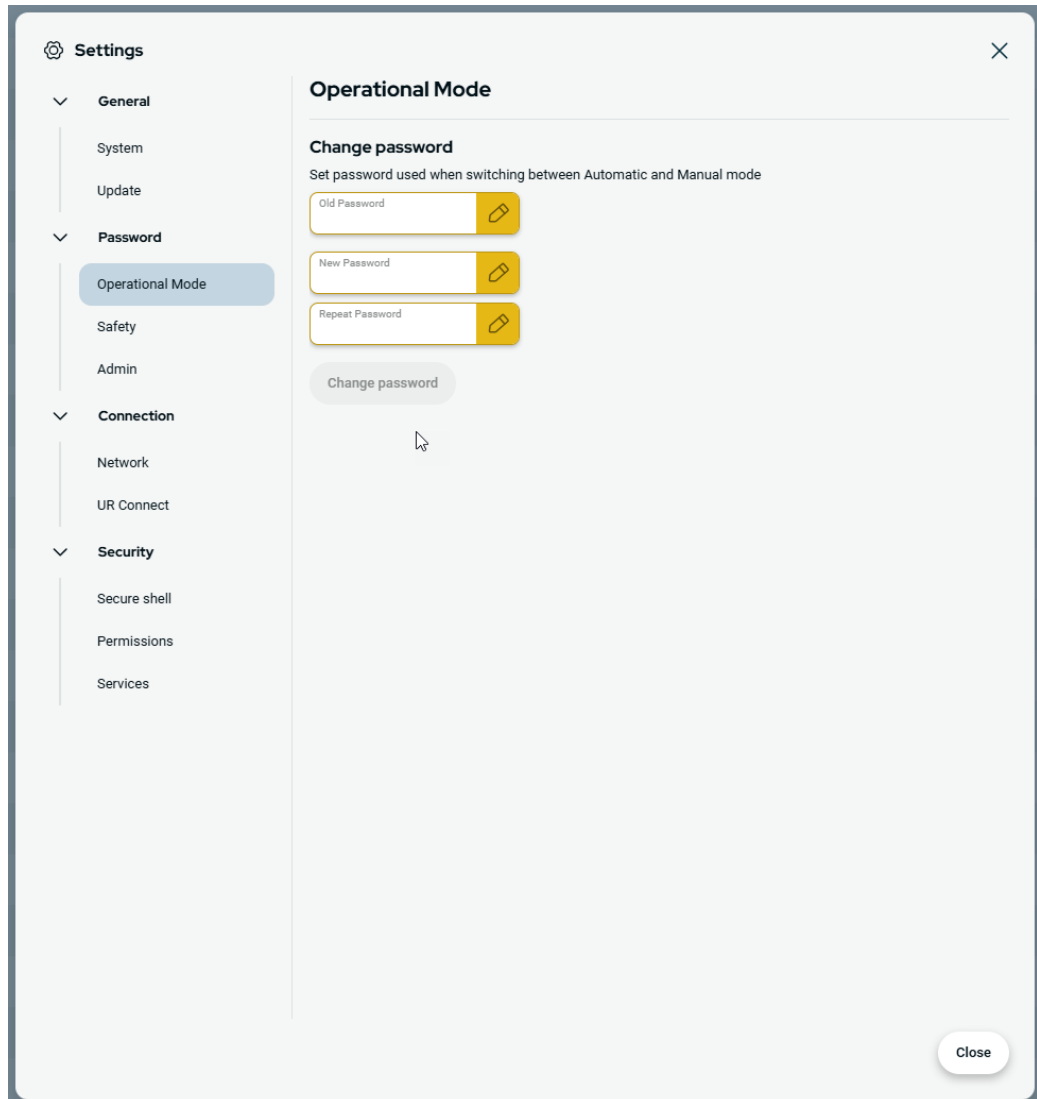 Settings
General
System
Update
Password
Operational Mode
Safety
Admin
Connection
Network
UR Connect
Security
Secure shell
Permissions
Services
Operational Mode
Change password
Set password used when switching between Automatic and Manual mode
Old Password
New Password
Repeat Password
Change password
Close